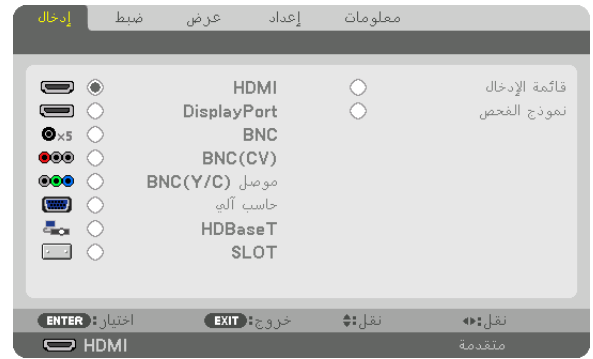 إدخال ضبط عرض إعداد معلومات
HDMI قائمة الإدخال
DisplayPort نموذج الفحص
×5 BNC
BNC(CV)
موصل BNC(Y/C)
حاسب آلي
HDBaseT
SLOT
ENTER :اختيار EXIT :خروج نقل: نقل:
HDMI متقدمة